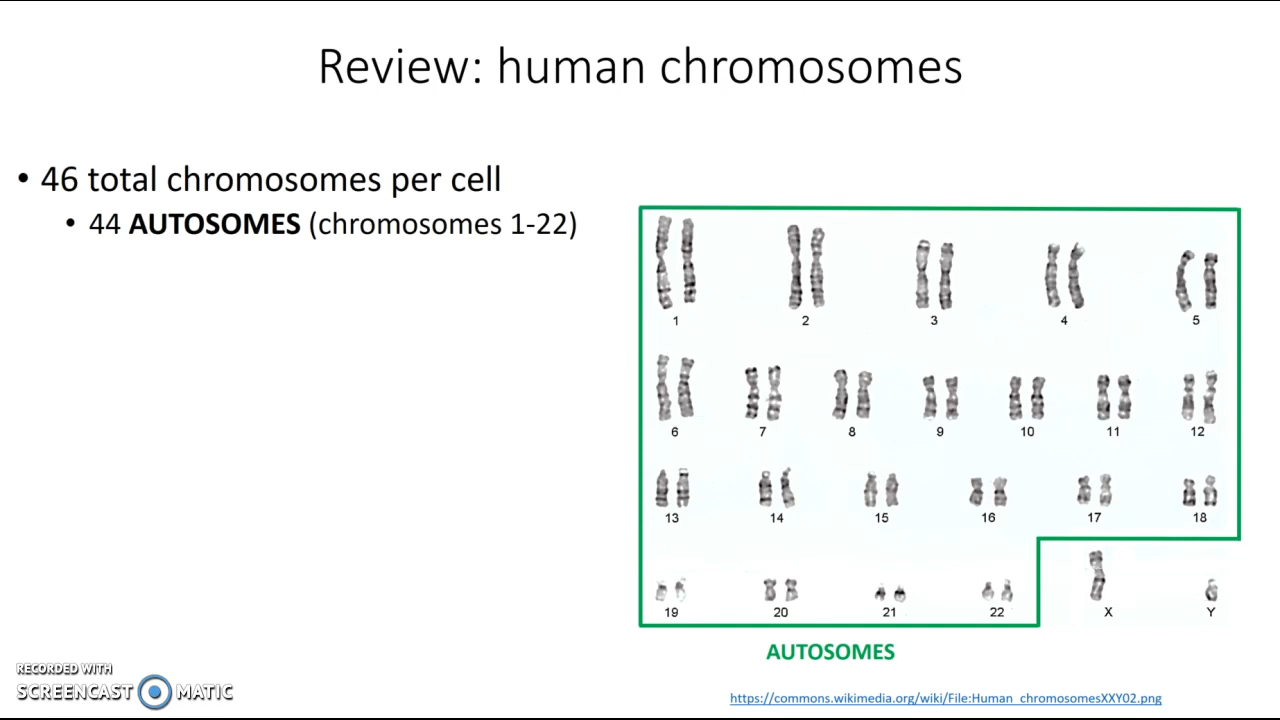 Review: human chromosomes
• 46 total chromosomes per cell
• 44 AUTOSOMES (chromosomes 1-22)
1 2 3 4 5
6 7 8 9 10 11 12
13 14 15 16 17 18
19 20 21 22 X Y
AUTOSOMES
RECORDED WITH
SCREENCAST MATIC
https://commons.wikimedia.org/wiki/File:Human_chromosomesXXY02.png